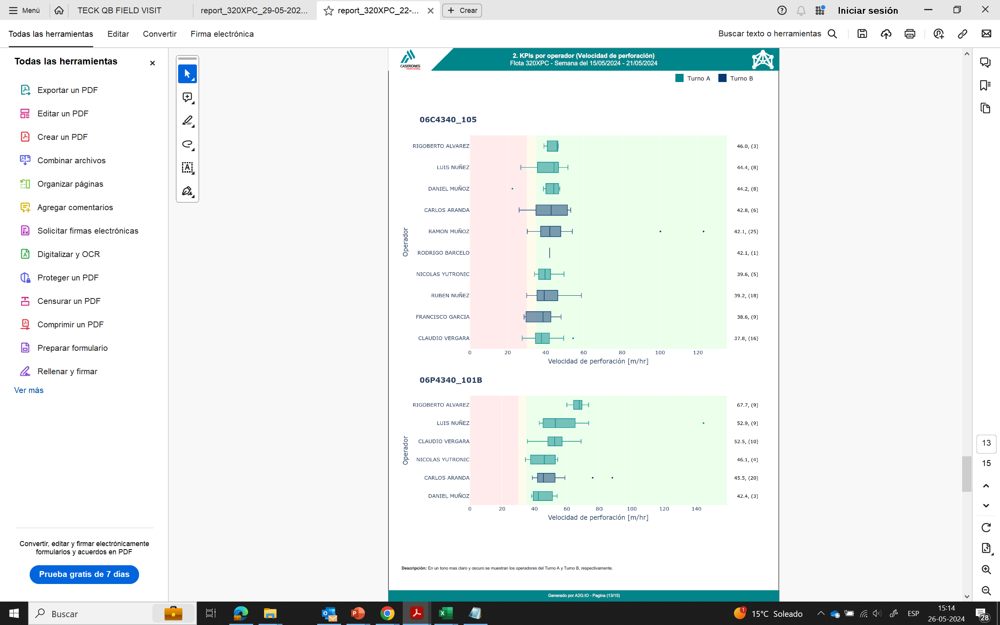 Menú
TECK QB FIELD VISIT
report_320XPC_29-05-202...
report_320XPC_22-...
Crear
Iniciar sesión
Todas las herramientas
Editar
Convertir
Firma electrónica
Buscar texto o herramientas
Todas las herramientas
Exportar un PDF
Editar un PDF
Crear un PDF
Combinar archivos
Organizar páginas
Agregar comentarios
Solicitar firmas electrónicas
Digitalizar y OCR
Proteger un PDF
Censurar un PDF
Comprimir un PDF
Preparar formulario
Rellenar y firmar
Ver más
Convertir, editar y firmar electrónicamente
formularios y acuerdos en PDF
Prueba gratis de 7 días
CASERONES
lundin mining
2. KPIs por operador (Velocidad de perforación)
Flota 320XPC - Semana del 15/05/2024 - 21/05/2024
Turno A
Turno B
06C4340_105
Operador
RIGOBERTO ALVAREZ 46.0, (3)
LUIS NUÑEZ 44.4, (8)
DANIEL MUÑOZ 44.2, (8)
CARLOS ARANDA 42.8, (6)
RAMON MUÑOZ 42.1, (25)
RODRIGO BARCELO 42.1, (1)
NICOLAS YUTRONIC 39.6, (5)
RUBEN NUÑEZ 39.2, (18)
FRANCISCO GARCIA 38.6, (9)
CLAUDIO VERGARA 37.8, (16)
0 20 40 60 80 100 120
Velocidad de perforación [m/hr]
06P4340_101B
Operador
RIGOBERTO ALVAREZ 67.7, (9)
LUIS NUÑEZ 52.9, (9)
CLAUDIO VERGARA 52.5, (10)
NICOLAS YUTRONIC 46.1, (4)
CARLOS ARANDA 45.5, (20)
DANIEL MUÑOZ 42.4, (3)
0 20 40 60 80 100 120 140
Velocidad de perforación [m/hr]
Descripción: En un tono mas claro y oscuro se muestran los operadores del Turno A y Turno B, respectivamente.
Generado por A2G.IO - Pagina (13/15)
13
15
Buscar
1
15°C Soleado
ESP
15:14
26-05-2024
28